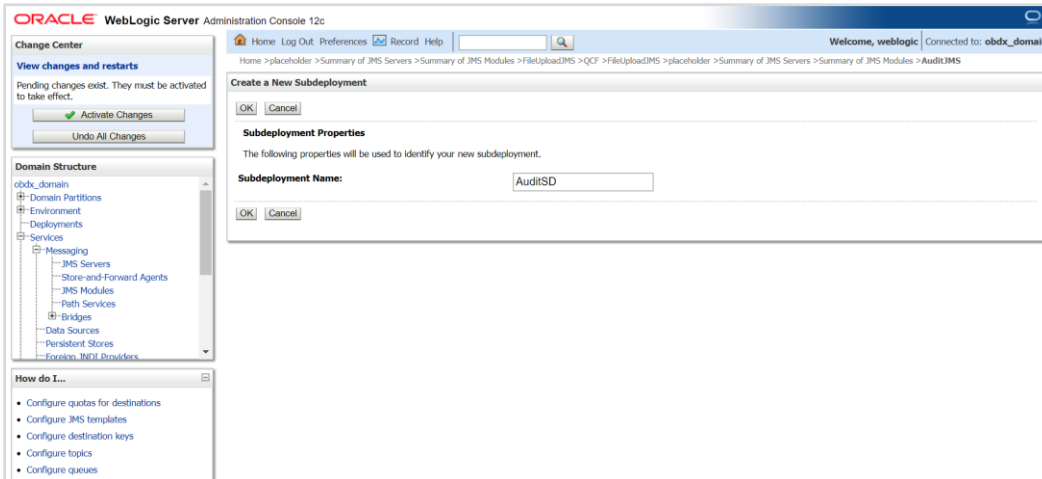 ORACLE WebLogic Server Administration Console 12c
Change Center
View changes and restarts
Pending changes exist. They must be activated
to take effect.
Activate Changes
Undo All Changes
Domain Structure
obdx_domain
Domain Partitions
Environment
Deployments
Services
Messaging
JMS Servers
Store-and-Forward Agents
JMS Modules
Path Services
Bridges
Data Sources
Persistent Stores
Foreign JNDI Providers
How do I...
Configure quotas for destinations
Configure JMS templates
Configure destination keys
Configure topics
Configure queues
Home Log Out Preferences Record Help
Welcome, weblogic Connected to: obdx_domai
Home >placeholder >Summary of JMS Servers >Summary of JMS Modules >FileUploadJMS >QCF >FileUploadJMS >placeholder >Summary of JMS Servers >Summary of JMS Modules >AuditJMS
Create a New Subdeployment
OK Cancel
Subdeployment Properties
The following properties will be used to identify your new subdeployment.
Subdeployment Name: AuditSD
OK Cancel